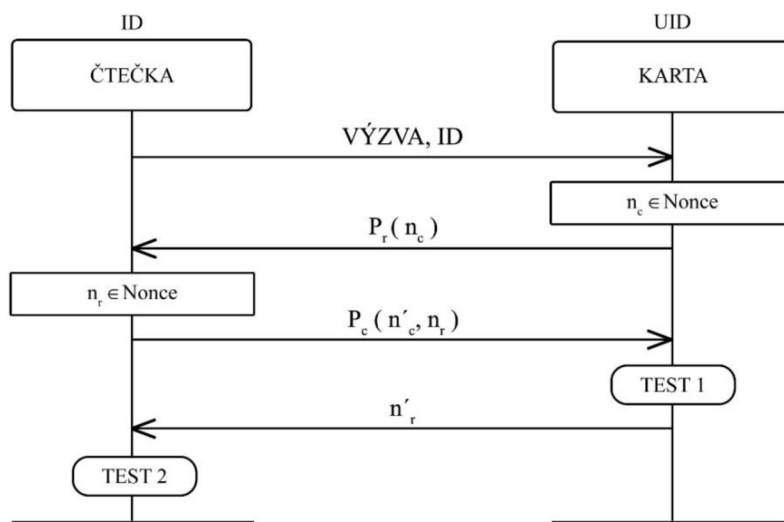 ID
UID
ČTEČKA
KARTA
VÝZVA, ID
n_c ∈ Nonce
P_r ( n_c )
n_r ∈ Nonce
P_c ( n´_c, n_r )
TEST 1
n´_r
TEST 2